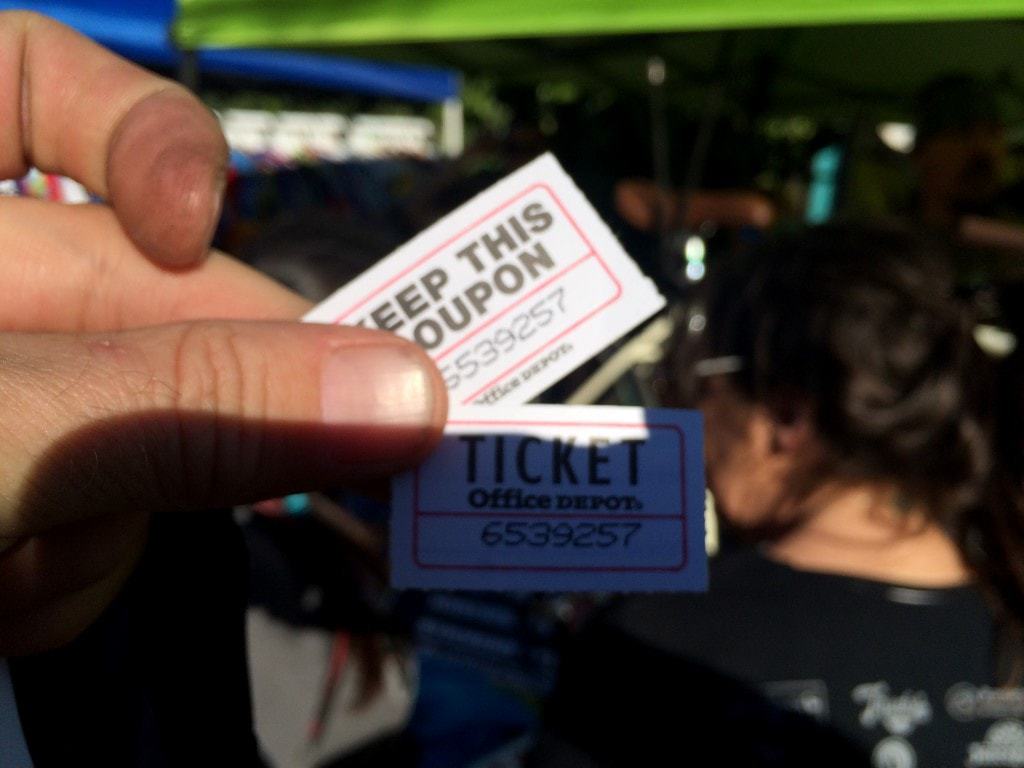 KEEP THIS
COUPON
6539257
Office DEPOT.
TICKET
Office DEPOT.
6539257